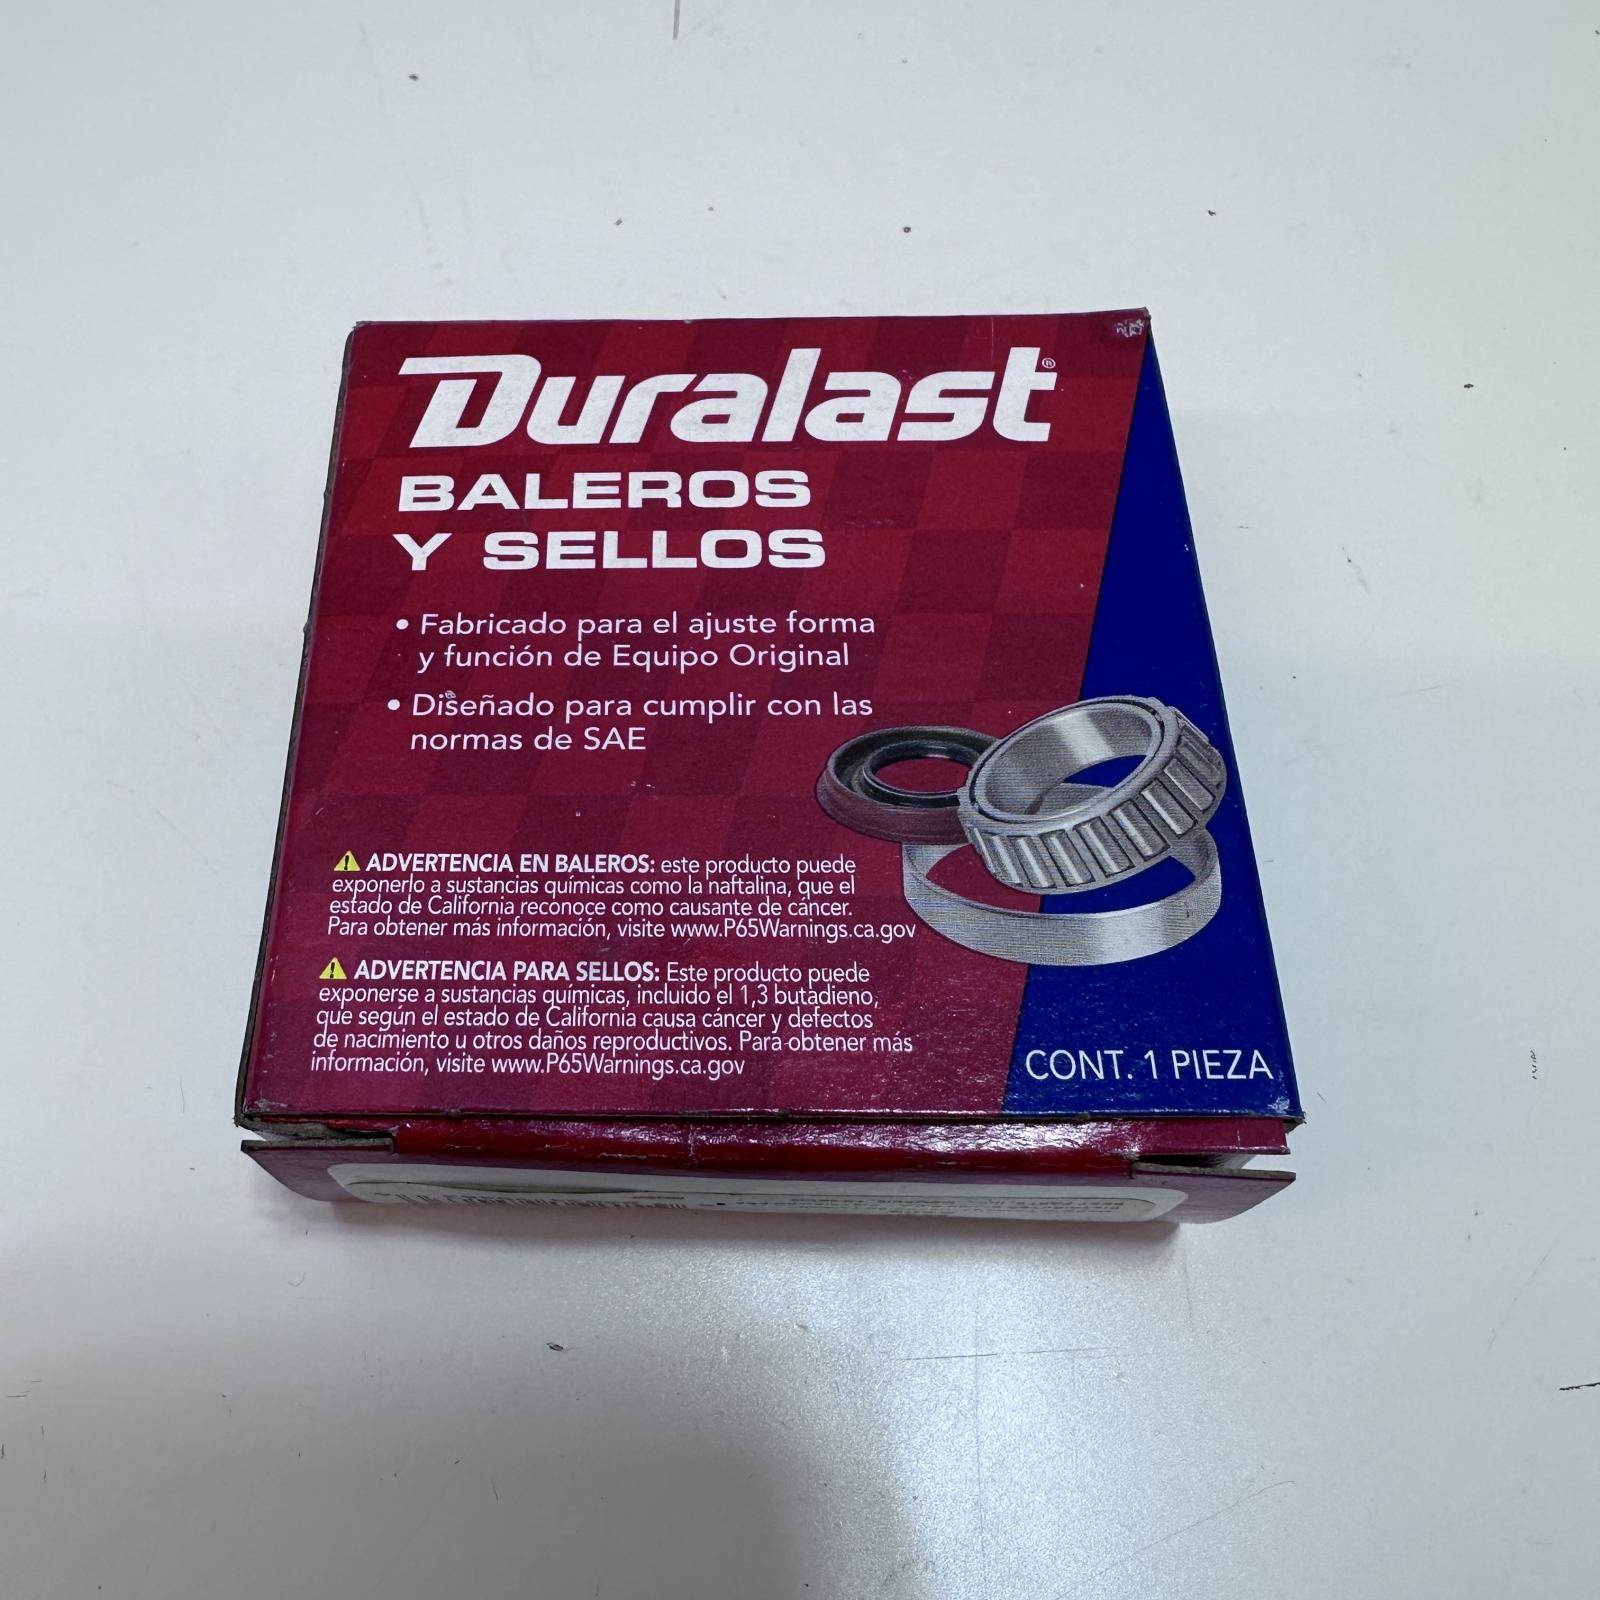 Duralast®
BALEROS
Y SELLOS
• Fabricado para el ajuste forma
y función de Equipo Original
• Diseñado para cumplir con las
normas de SAE
ADVERTENCIA EN BALEROS: este producto puede
exponerlo a sustancias químicas como la naftalina, que el
estado de California reconoce como causante de cáncer.
Para obtener más información, visite www.P65Warnings.ca.gov
ADVERTENCIA PARA SELLOS: Este producto puede
exponerse a sustancias químicas, incluido el 1,3 butadieno,
que según el estado de California causa cáncer y defectos
de nacimiento u otros daños reproductivos. Para obtener más
información, visite www.P65Warnings.ca.gov
CONT. 1 PIEZA